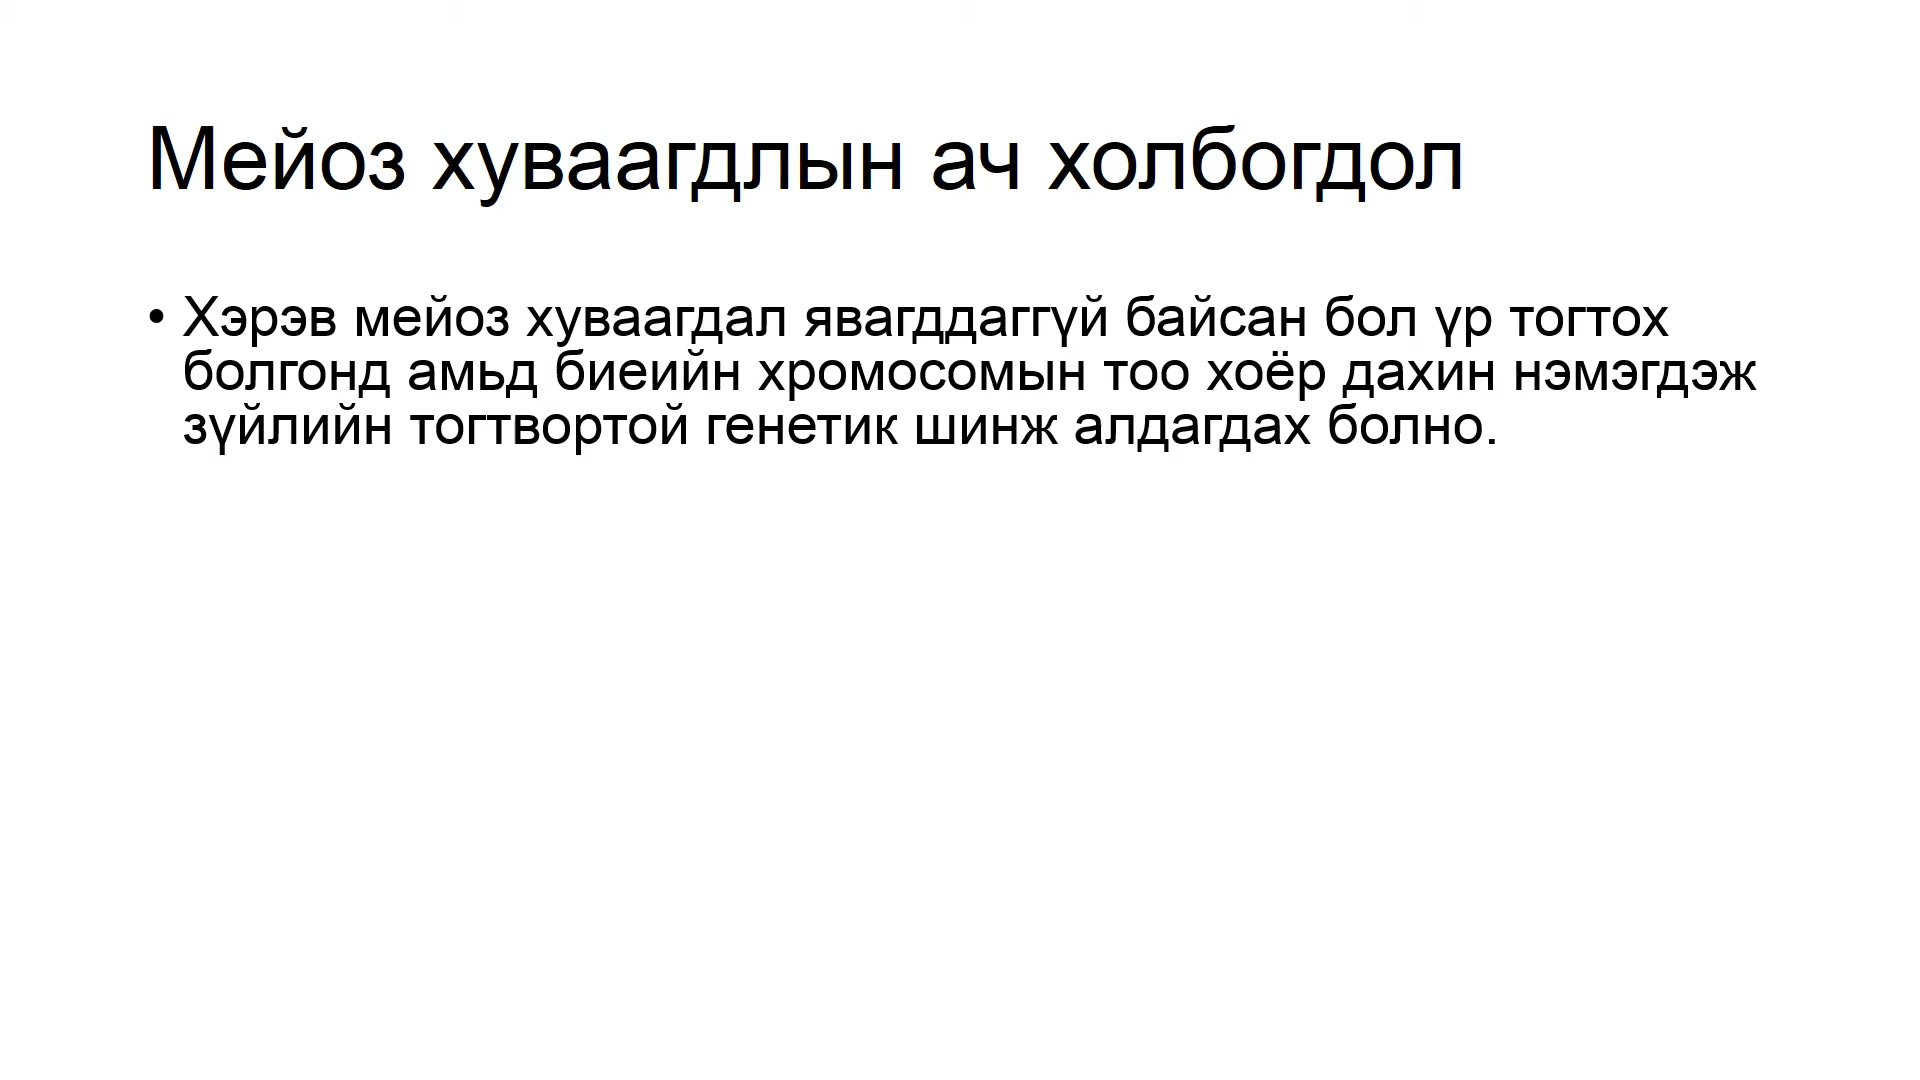 Мейоз хуваагдлын ач холбогдол
• Хэрэв мейоз хуваагдал явагддаггүй байсан бол үр тогтох
болгонд амьд биеийн хромосомын тоо хоёр дахин нэмэгдэж
зүйлийн тогтвортой генетик шинж алдагдах болно.